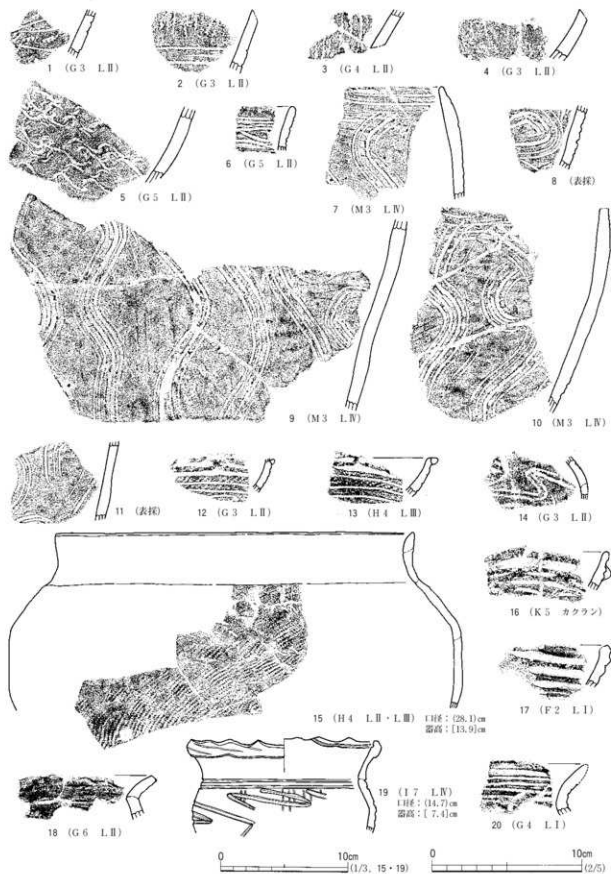 1 (G3 LⅡ)
2 (G3 LⅡ)
3 (G4 LⅡ)
4 (G3 LⅡ)
5 (G5 LⅡ)
6 (G5 LⅡ)
7 (M3 LⅣ)
8 (表採)
9 (M3 LⅣ)
10 (M3 LⅣ)
11 (表採)
12 (G3 LⅡ)
13 (H4 LⅢ)
14 (G3 LⅡ)
15 (H4 LⅡ・LⅢ)
口径:(28.1)㎝
器高:[13.9]㎝
16 (K5 カクラン)
17 (F2 LⅠ)
18 (G6 LⅡ)
19 (I7 LⅣ)
口径:(14.7)㎝
器高:[ 7.4]㎝
20 (G4 LⅠ)
0 10cm (1/3, 15・19)
0 10cm (2/5)